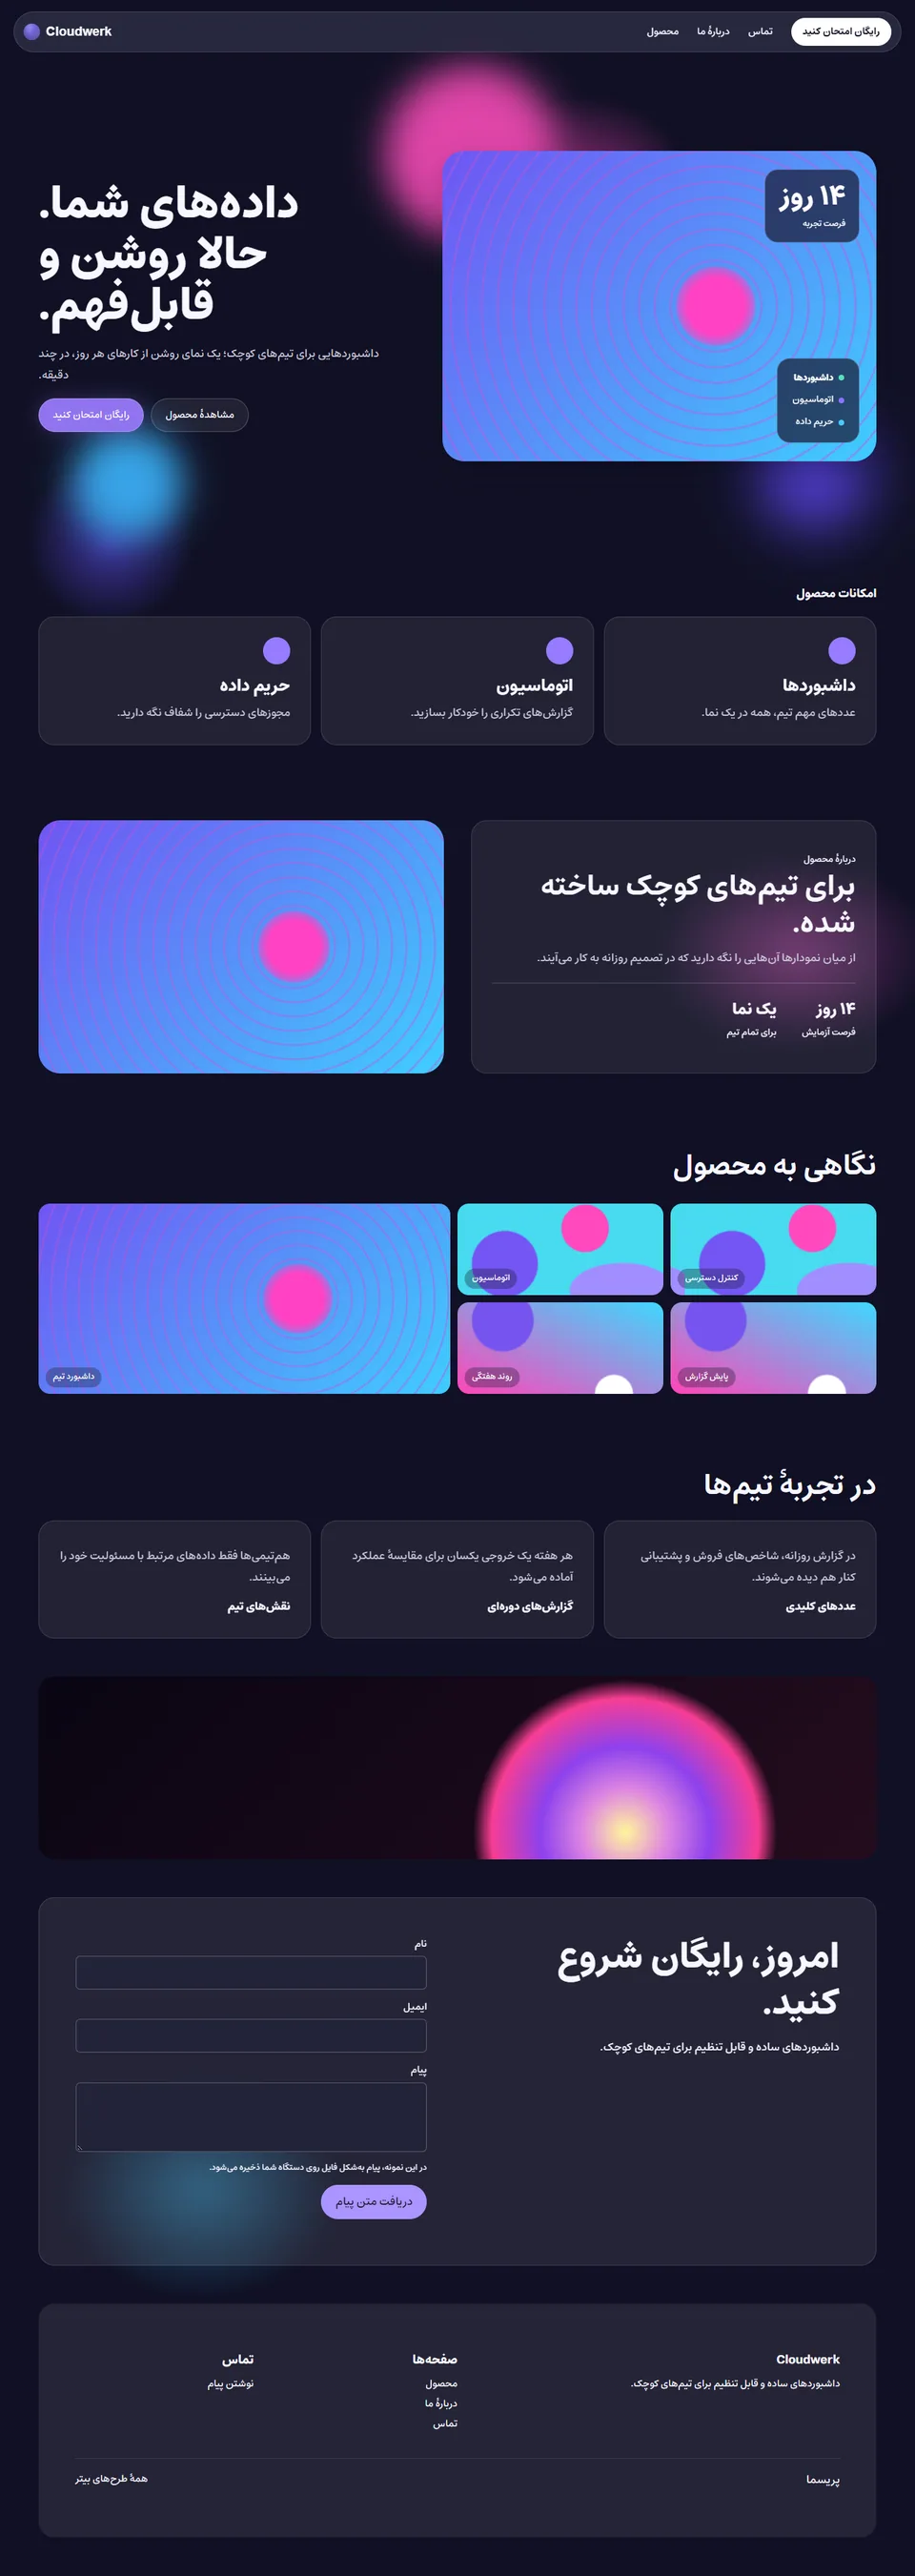 Cloudwerk
محصول
دربارهٔ ما
تماس
رایگان امتحان کنید
داده‌های شما.
حالا روشن و
قابل‌فهم.
داشبوردهایی برای تیم‌های کوچک؛ یک نمای روشن از کارهای هر روز، در چند
دقیقه.
رایگان امتحان کنید
مشاهدهٔ محصول
۱۴ روز
فرصت تجربه
داشبوردها
اتوماسیون
حریم داده
امکانات محصول
داشبوردها
عددهای مهم تیم، همه در یک نما.
اتوماسیون
گزارش‌های تکراری را خودکار بسازید.
حریم داده
مجوزهای دسترسی را شفاف نگه دارید.
دربارهٔ محصول
برای تیم‌های کوچک ساخته
شده.
از میان نمودارها آن‌هایی را نگه دارید که در تصمیم روزانه به کار می‌آیند.
۱۴ روز
فرصت آزمایش
یک نما
برای تمام تیم
نگاهی به محصول
کنترل دسترسی
اتوماسیون
داشبورد تیم
پایش گزارش
روند هفتگی
در تجربهٔ تیم‌ها
در گزارش روزانه، شاخص‌های فروش و پشتیبانی
کنار هم دیده می‌شوند.
عددهای کلیدی
هر هفته یک خروجی یکسان برای مقایسهٔ عملکرد
آماده می‌شود.
گزارش‌های دوره‌ای
هم‌تیمی‌ها فقط داده‌های مرتبط با مسئولیت خود را
می‌بینند.
نقش‌های تیم
امروز، رایگان شروع
کنید.
داشبوردهای ساده و قابل تنظیم برای تیم‌های کوچک.
نام
ایمیل
پیام
در این نمونه، پیام به‌شکل فایل روی دستگاه شما ذخیره می‌شود.
دریافت متن پیام
Cloudwerk
داشبوردهای ساده و قابل تنظیم برای تیم‌های کوچک.
صفحه‌ها
محصول
دربارهٔ ما
تماس
تماس
نوشتن پیام
پریسما
همهٔ طرح‌های بیتر